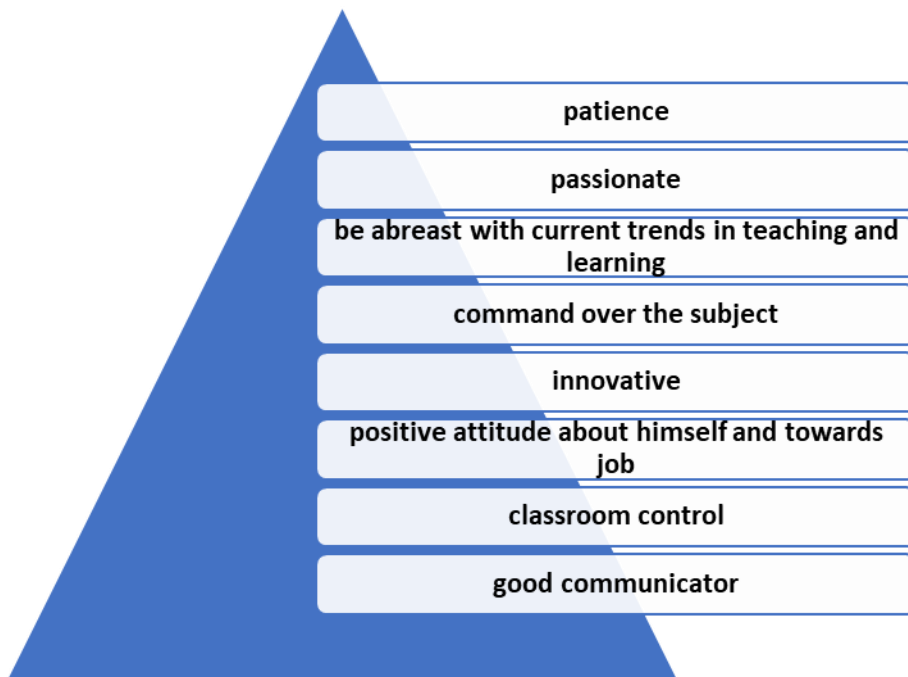 patience
passionate
be abreast with current trends in teaching and
learning
command over the subject
innovative
positive attitude about himself and towards
job
classroom control
good communicator